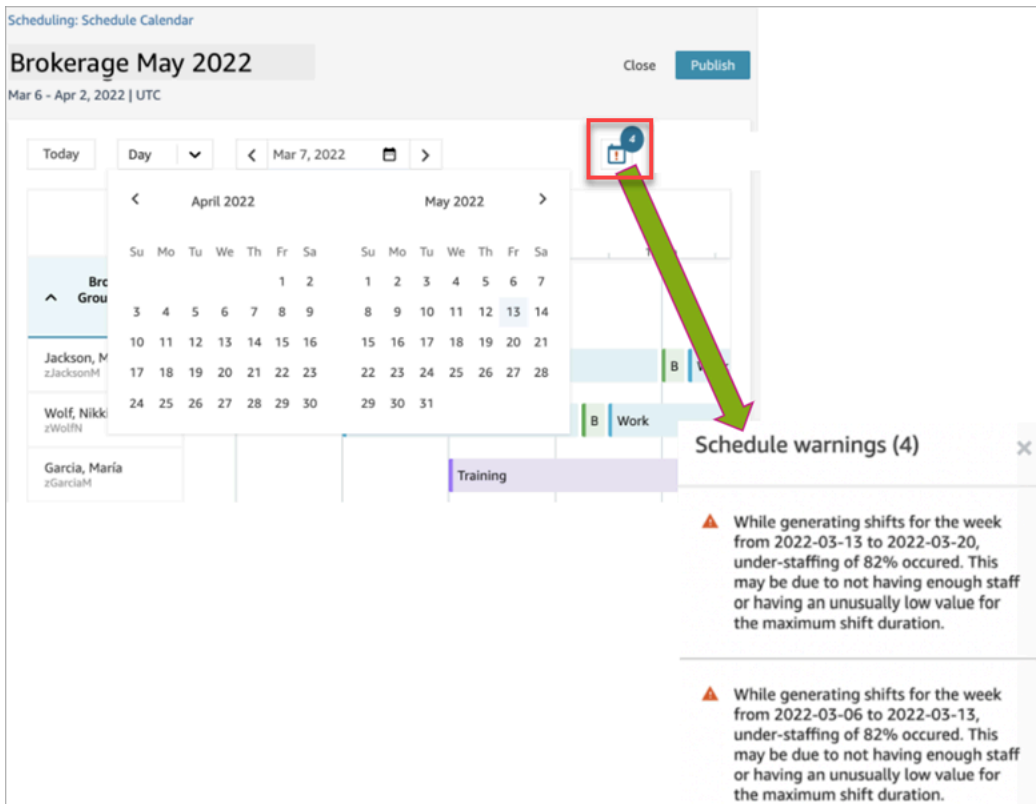 Scheduling: Schedule Calendar
Brokerage May 2022
Close
Publish
Mar 6 - Apr 2, 2022 | UTC
4
Today
Day
Mar 7, 2022
April 2022
May 2022
Su Mo Tu We Th Fr Sa
Su Mo Tu We Th Fr Sa
1 2
1 2 3 4 5 6 7
3 4 5 6 7 8 9
8 9 10 11 12 13 14
10 11 12 13 14 15 16
15 16 17 18 19 20 21
17 18 19 20 21 22 23
22 23 24 25 26 27 28
24 25 26 27 28 29 30
29 30 31
Bro
Grou
Jackson, M
zJacksonM
B
Wolf, Nikk
zWolfN
B
Work
Garcia, María
zGarciaM
Training
Schedule warnings (4)
While generating shifts for the week
from 2022-03-13 to 2022-03-20,
under-staffing of 82% occured. This
may be due to not having enough staff
or having an unusually low value for
the maximum shift duration.
While generating shifts for the week
from 2022-03-06 to 2022-03-13,
under-staffing of 82% occured. This
may be due to not having enough staff
or having an unusually low value for
the maximum shift duration.